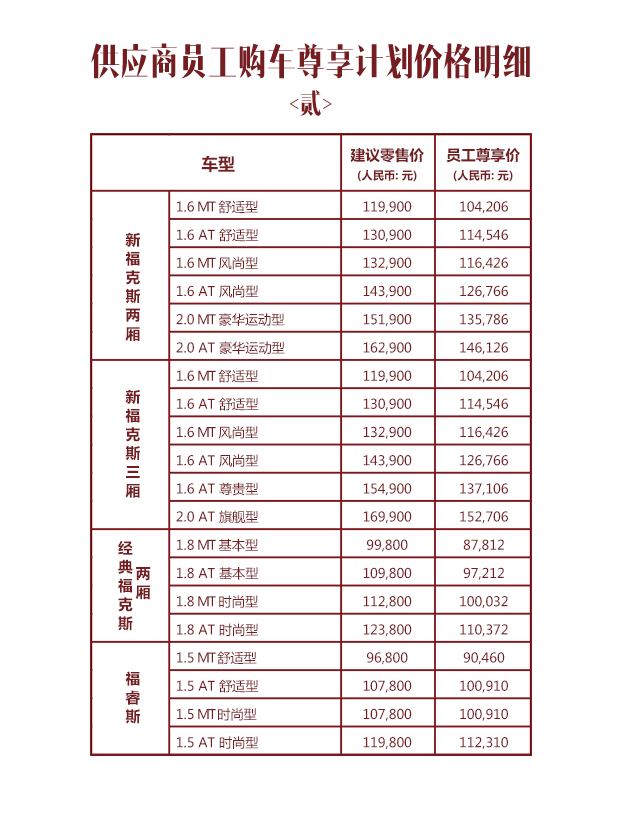 供应商员工购车尊享计划价格明细
<贰>
车型 建议零售价 (人民币: 元) 员工尊享价 (人民币: 元)
新福克斯两厢
1.6 MT 舒适型 119,900 104,206
1.6 AT 舒适型 130,900 114,546
1.6 MT 风尚型 132,900 116,426
1.6 AT 风尚型 143,900 126,766
2.0 MT 豪华运动型 151,900 135,786
2.0 AT 豪华运动型 162,900 146,126
新福克斯三厢
1.6 MT 舒适型 119,900 104,206
1.6 AT 舒适型 130,900 114,546
1.6 MT 风尚型 132,900 116,426
1.6 AT 风尚型 143,900 126,766
1.6 AT 尊贵型 154,900 137,106
2.0 AT 旗舰型 169,900 152,706
经典福克斯
两厢
1.8 MT 基本型 99,800 87,812
1.8 AT 基本型 109,800 97,212
1.8 MT 时尚型 112,800 100,032
1.8 AT 时尚型 123,800 110,372
福睿斯
1.5 MT 舒适型 96,800 90,460
1.5 AT 舒适型 107,800 100,910
1.5 MT 时尚型 107,800 100,910
1.5 AT 时尚型 119,800 112,310